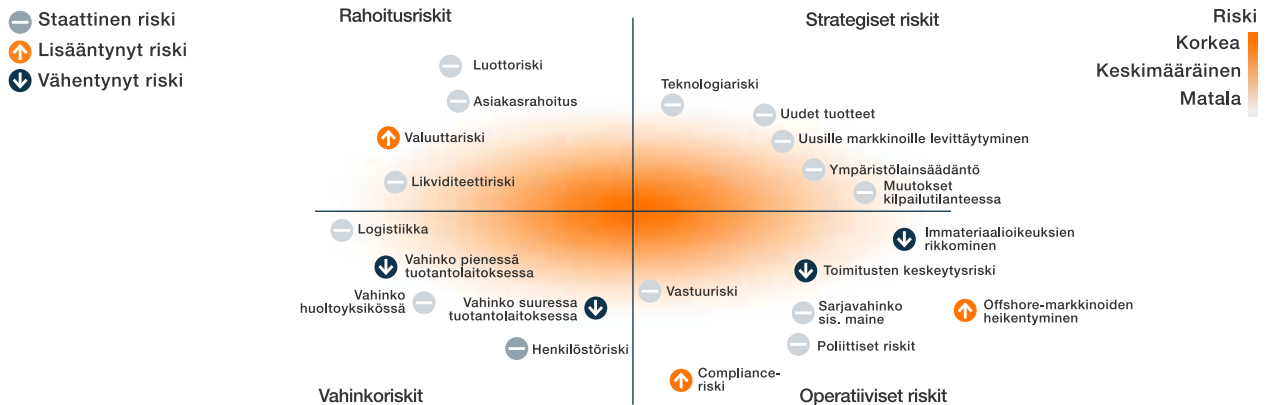 Staattinen riski
Lisääntynyt riski
Vähentynyt riski
Rahoitusriskit
Strategiset riskit
Riski
Korkea
Keskimääräinen
Matala
Luottoriski
Asiakasrahoitus
Valuuttariski
Likviditeettiriski
Teknologiariski
Uudet tuotteet
Uusille markkinoille levittäytyminen
Ympäristölainsäädäntö
Muutokset
kilpailutilanteessa
Logistiikka
Vahinko pienessä
tuotantolaitoksessa
Vahinko
huoltoyksikössä
Vahinko suuressa
tuotantolaitoksessa
Henkilöstöriski
Immateriaalioikeuksien
rikkominen
Toimitusten keskeytysriski
Vastuuriski
Sarjavahinko
sis. maine
Offshore-markkinoiden
heikentyminen
Poliittiset riskit
Compliance-
riski
Vahinkoriskit
Operatiiviset riskit